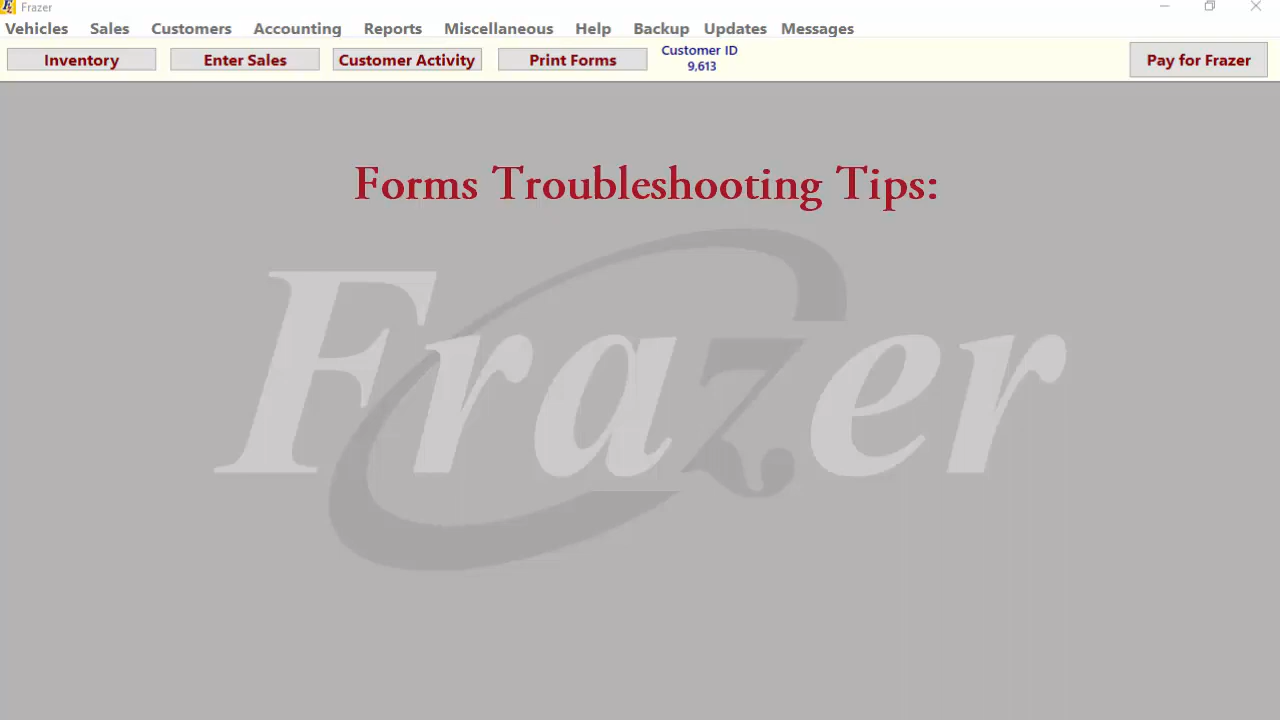 Frazer
Vehicles Sales Customers Accounting Reports Miscellaneous Help Backup Updates Messages
Inventory Enter Sales Customer Activity Print Forms Customer ID Pay for Frazer
9,613
Forms Troubleshooting Tips:
Frazer